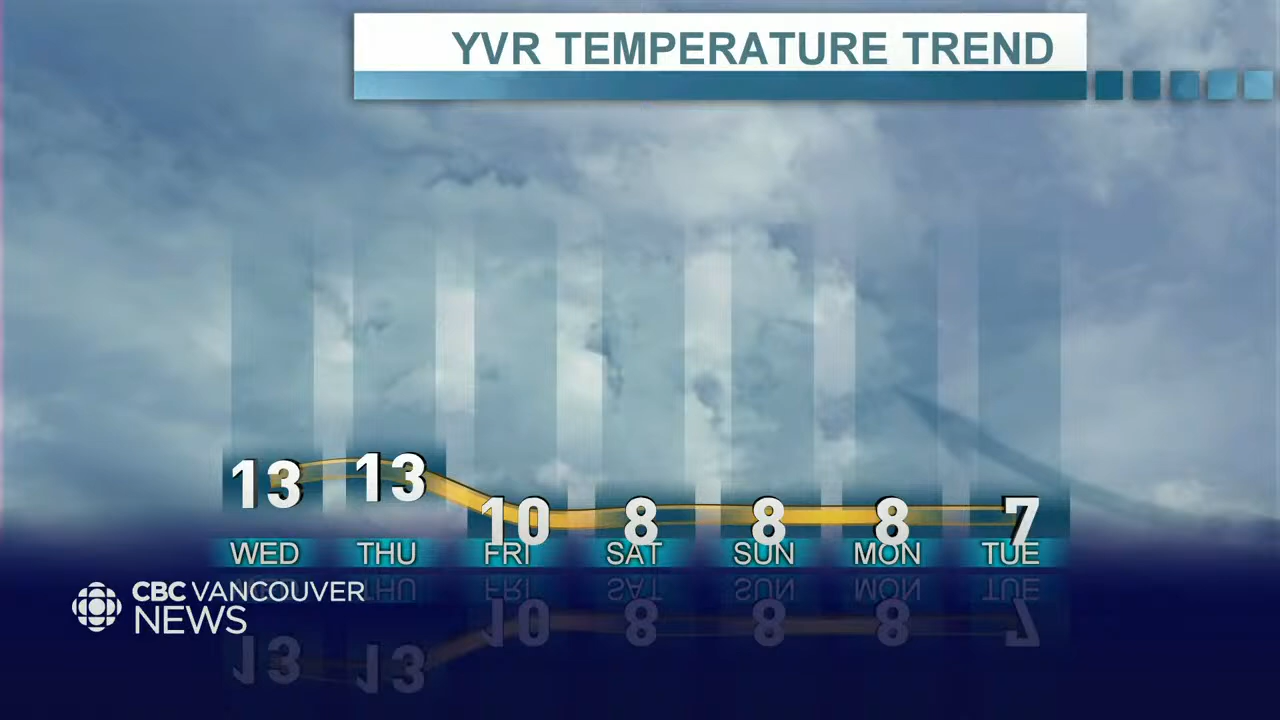 YVR TEMPERATURE TREND
13 13 10 8 8 8 7
WED THU FRI SAT SUN MON TUE
CBC VANCOUVER
NEWS